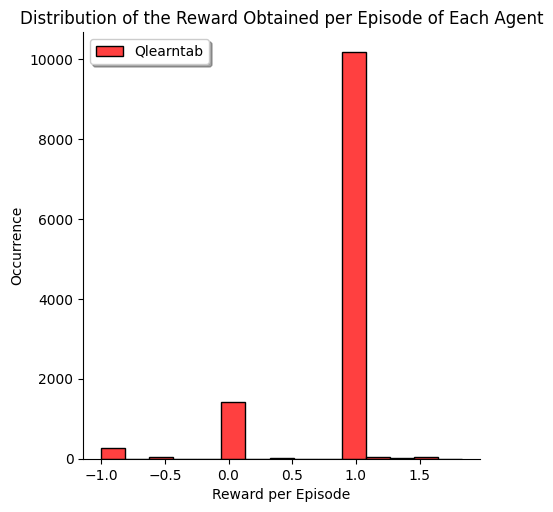 Distribution of the Reward Obtained per Episode of Each Agent
Qlearntab
10000
8000
6000
4000
2000
0
Occurrence
−1.0 −0.5 0.0 0.5 1.0 1.5
Reward per Episode